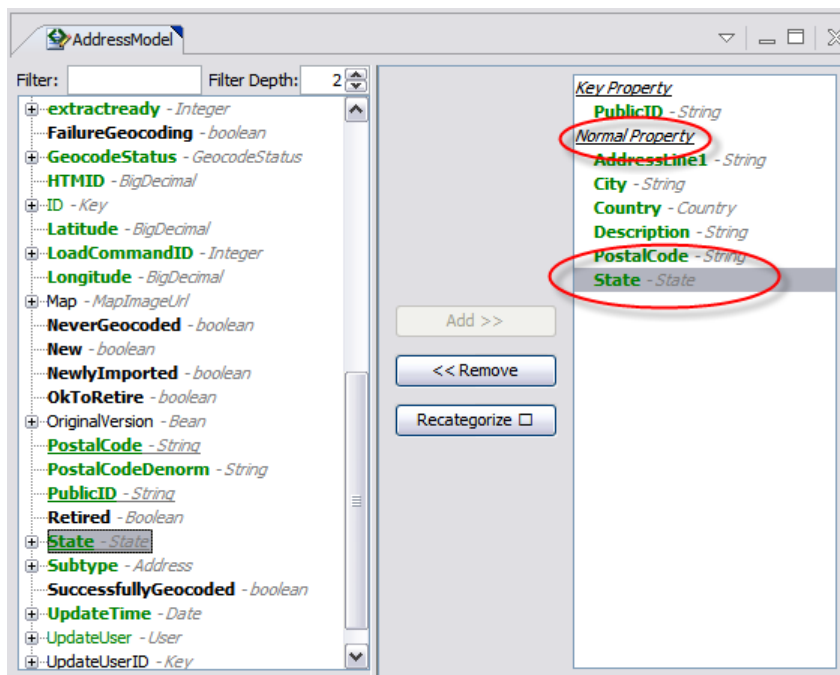 AddressModel
Filter:
Filter Depth: 2
extractready - Integer
FailureGeocoding - boolean
GeocodeStatus - GeocodeStatus
HTMID - BigDecimal
ID - Key
Latitude - BigDecimal
LoadCommandID - Integer
Longitude - BigDecimal
Map - MapImageUrl
NeverGeocoded - boolean
New - boolean
NewlyImported - boolean
OkToRetire - boolean
OriginalVersion - Bean
PostalCode - String
PostalCodeDenorm - String
PublicID - String
Retired - Boolean
State - State
Subtype - Address
SuccessfullyGeocoded - boolean
UpdateTime - Date
UpdateUser - User
UpdateUserID - Key
Add >>
<< Remove
Recategorize
Key Property
PublicID - String
Normal Property
AddressLine1 - String
City - String
Country - Country
Description - String
PostalCode - String
State - State